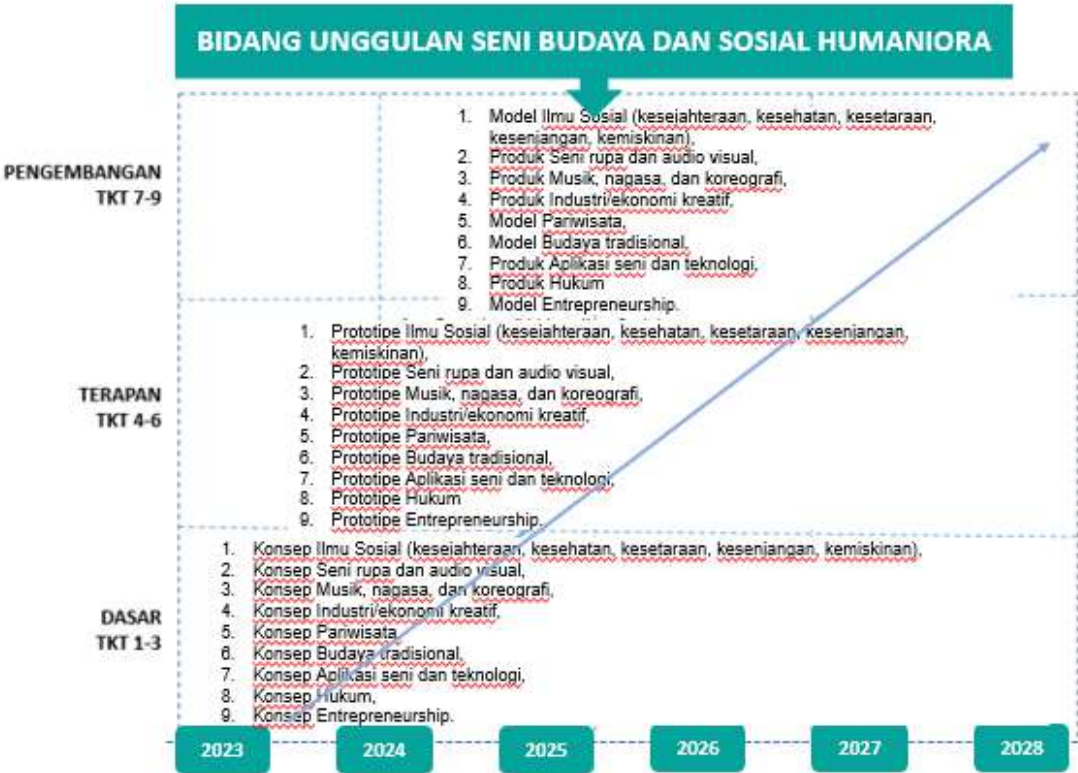 BIDANG UNGGULAN SENI BUDAYA DAN SOSIAL HUMANIORA
PENGEMBANGAN
TKT 7-9
1. Model Ilmu Sosial (kesejahteraan, kesehatan, kesetaraan,
kesenjangan, kemiskinan),
2. Produk Seni rupa dan audio visual,
3. Produk Musik, nagasa, dan koreografi,
4. Produk Industri/ekonomi kreatif,
5. Model Pariwisata,
6. Model Budaya tradisional,
7. Produk Aplikasi seni dan teknologi,
8. Produk Hukum
9. Model Entrepreneurship.
TERAPAN
TKT 4-6
1. Prototipe Ilmu Sosial (kesejahteraan, kesehatan, kesetaraan, kesenjangan,
kemiskinan),
2. Prototipe Seni rupa dan audio visual,
3. Prototipe Musik, nagasa, dan koreografi,
4. Prototipe Industri/ekonomi kreatif,
5. Prototipe Pariwisata,
6. Prototipe Budaya tradisional,
7. Prototipe Aplikasi seni dan teknologi,
8. Prototipe Hukum
9. Prototipe Entrepreneurship.
DASAR
TKT 1-3
1. Konsep Ilmu Sosial (kesejahteraan, kesehatan, kesetaraan, kesenjangan, kemiskinan),
2. Konsep Seni rupa dan audio visual,
3. Konsep Musik, nagasa, dan koreografi,
4. Konsep Industri/ekonomi kreatif,
5. Konsep Pariwisata,
6. Konsep Budaya tradisional,
7. Konsep Aplikasi seni dan teknologi,
8. Konsep Hukum,
9. Konsep Entrepreneurship.
2023 2024 2025 2026 2027 2028